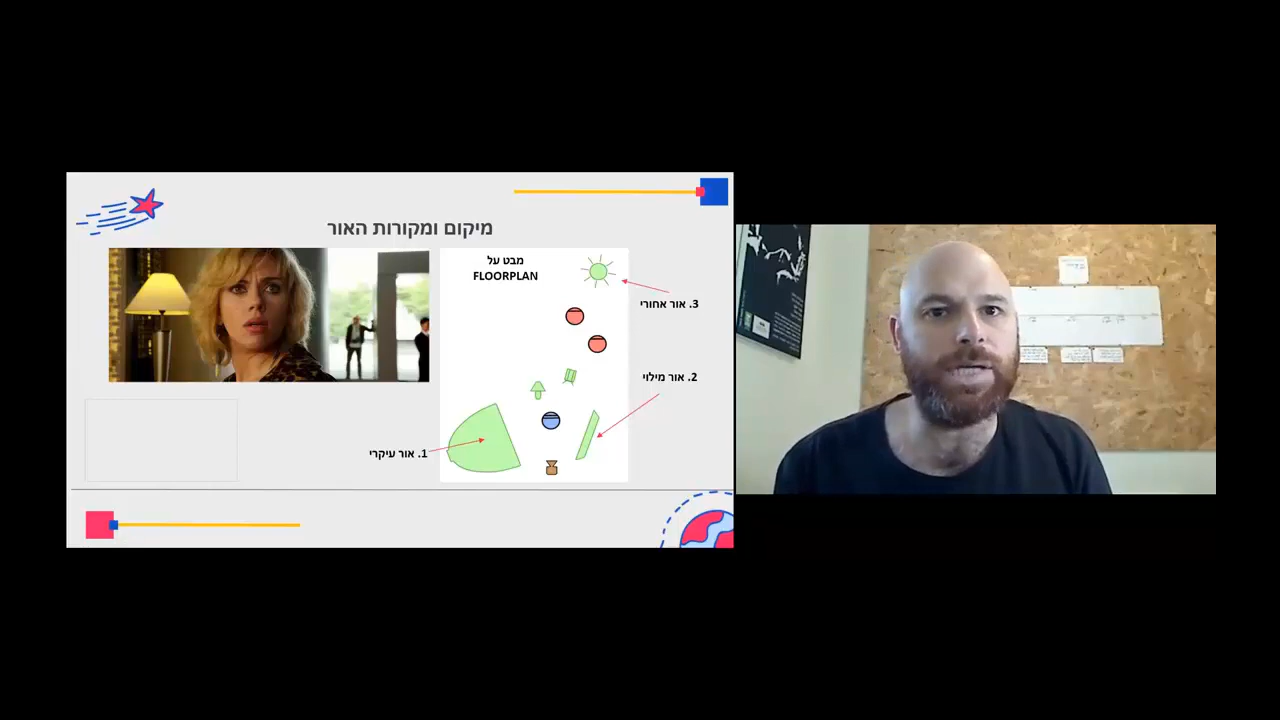 מיקום ומקורות האור
מבט על
FLOORPLAN
3. אור אחורי
2. אור מילוי
1. אור עיקרי